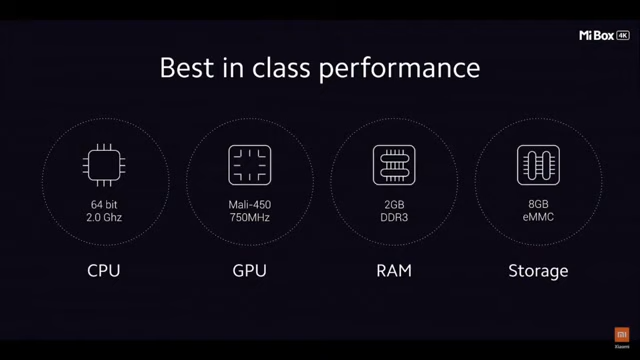 Mi Box 4K
Best in class performance
64 bit
2.0 Ghz
CPU
Mali-450
750MHz
GPU
2GB
DDR3
RAM
8GB
eMMC
Storage
Xiaomi